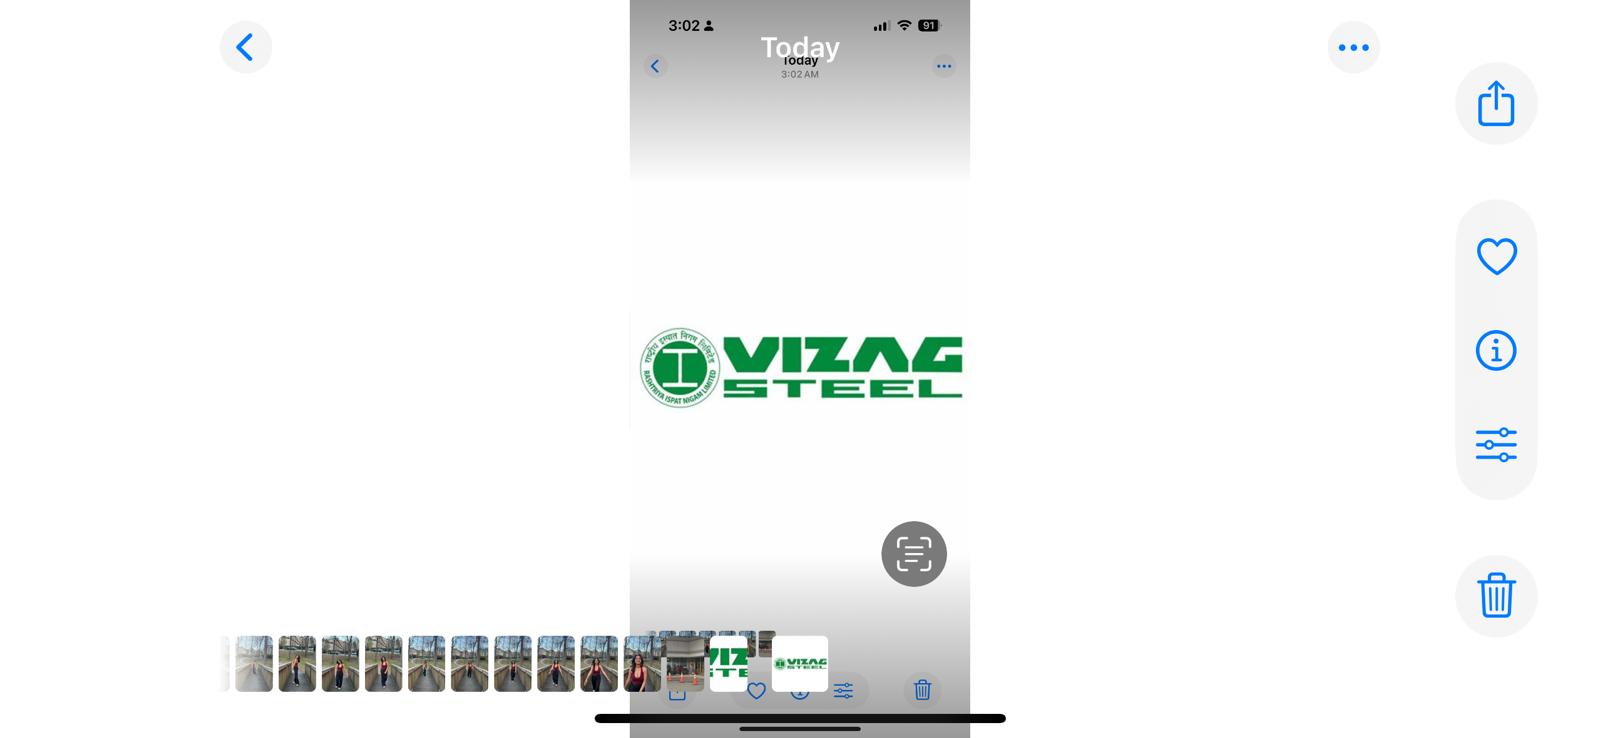 3:02
91
Today
Today
3:02 AM
राष्ट्रीय इस्पात निगम लिमिटेड
RASHTRIYA ISPAT NIGAM LIMITED
VIZAG
STEEL
VIZ
STE
VIZAG
STEEL